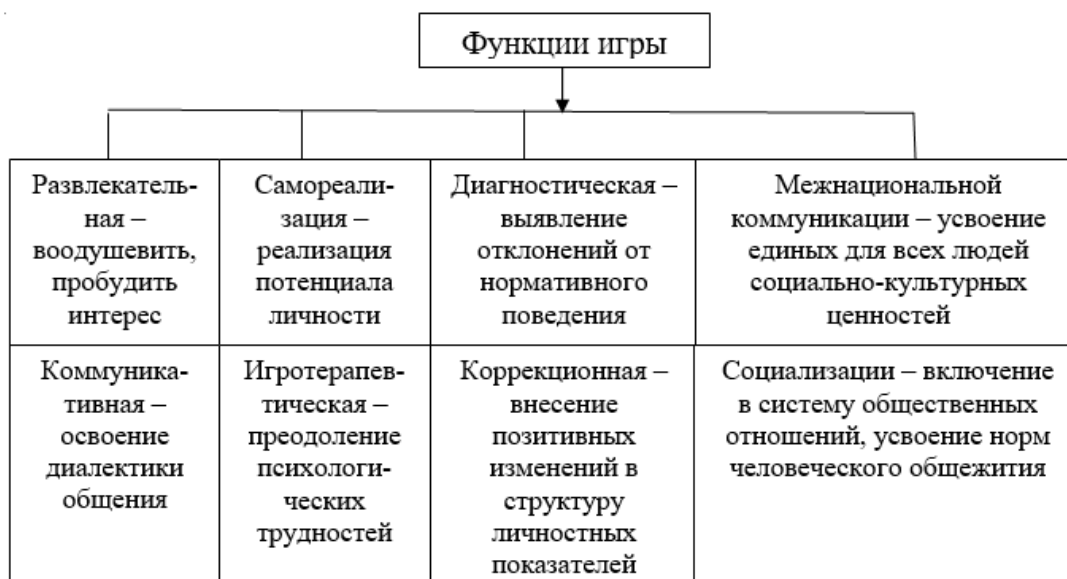 Функции игры
Развлекатель-
ная –
воодушевить,
пробудить
интерес
Самореали-
зация –
реализация
потенциала
личности
Диагностическая –
выявление
отклонений от
нормативного
поведения
Межнациональной
коммуникации – усвоение
единых для всех людей
социально-культурных
ценностей
Коммуника-
тивная –
освоение
диалектики
общения
Игротерапев-
тическая –
преодоление
психологи-
ческих
трудностей
Коррекционная –
внесение
позитивных
изменений в
структуру
личностных
показателей
Социализации – включение
в систему общественных
отношений, усвоение норм
человеческого общежития